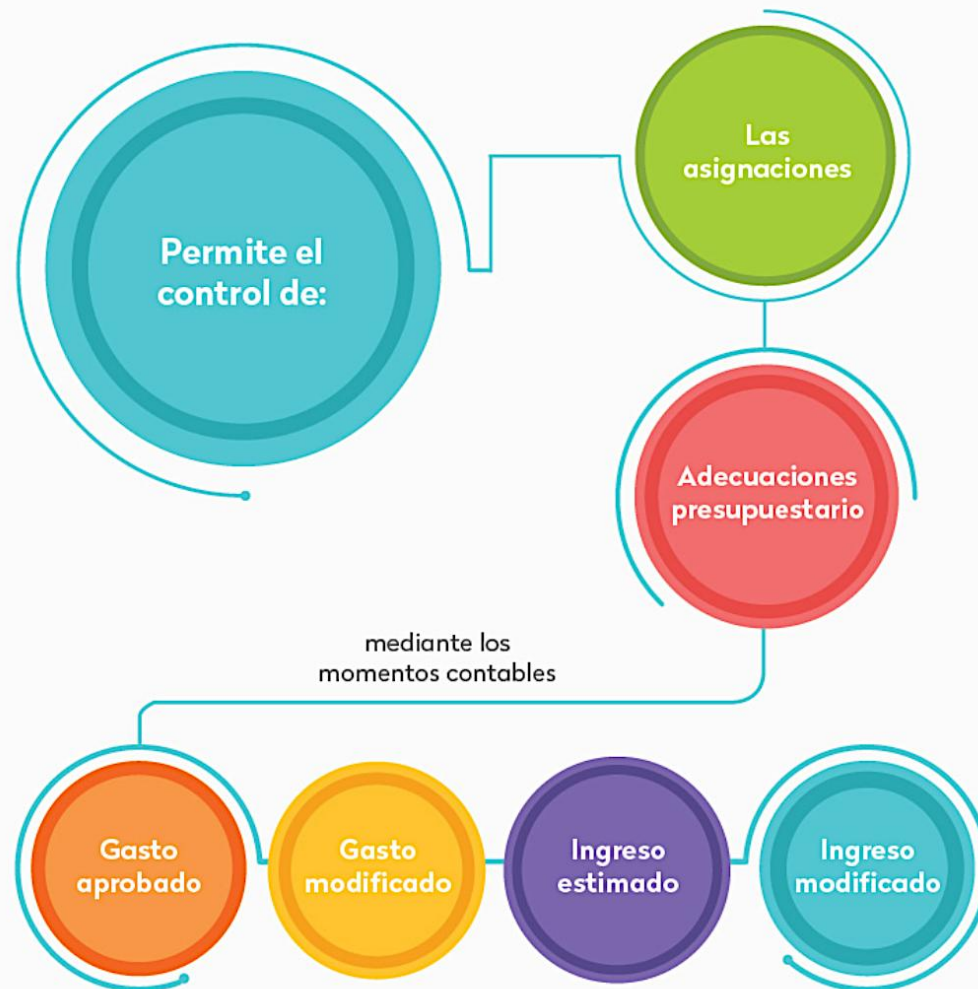 Permite el
control de:
Las
asignaciones
Adecuaciones
presupuestario
mediante los
momentos contables
Gasto
aprobado
Gasto
modificado
Ingreso
estimado
Ingreso
modificado